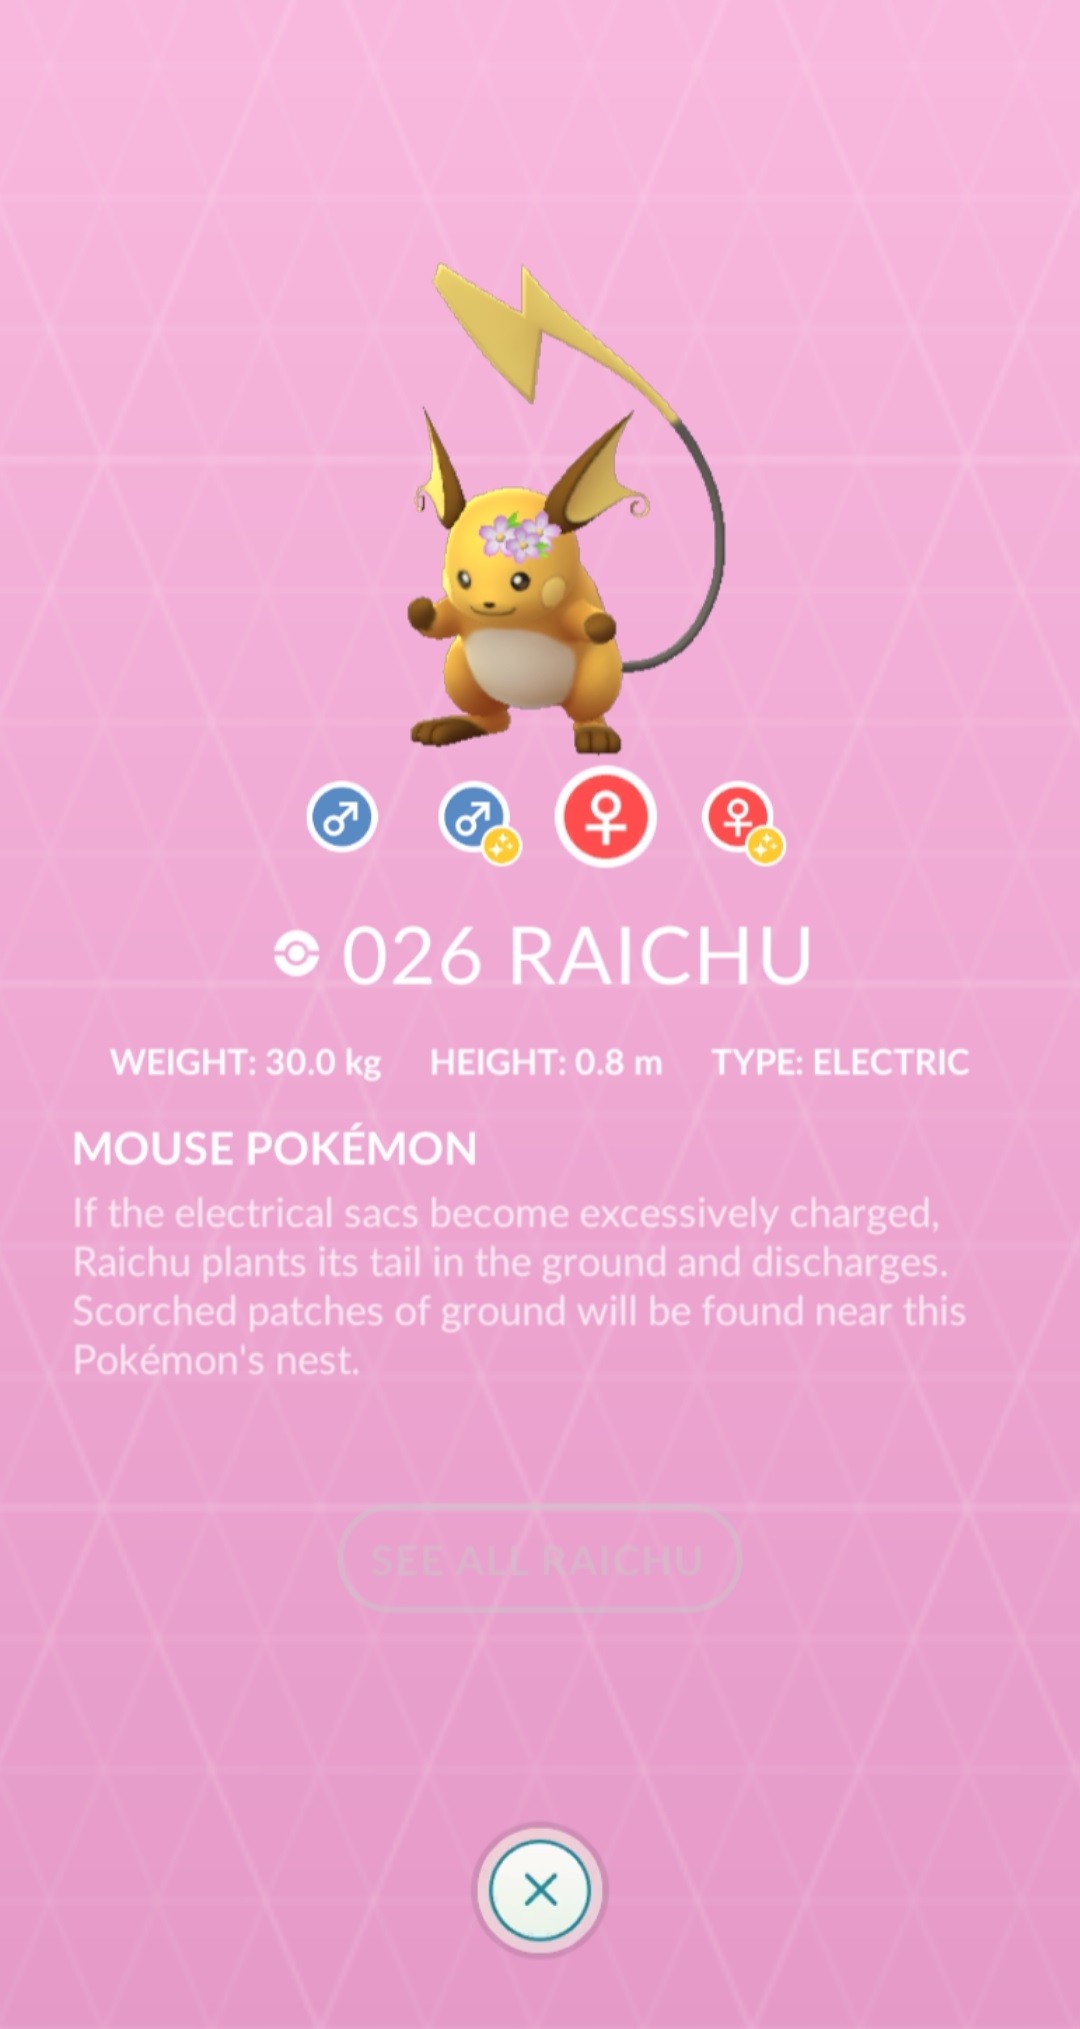 026 RAICHU
WEIGHT: 30.0 kg HEIGHT: 0.8 m TYPE: ELECTRIC
MOUSE POKÉMON
If the electrical sacs become excessively charged,
Raichu plants its tail in the ground and discharges.
Scorched patches of ground will be found near this
Pokémon's nest.
SEE ALL RAICHU